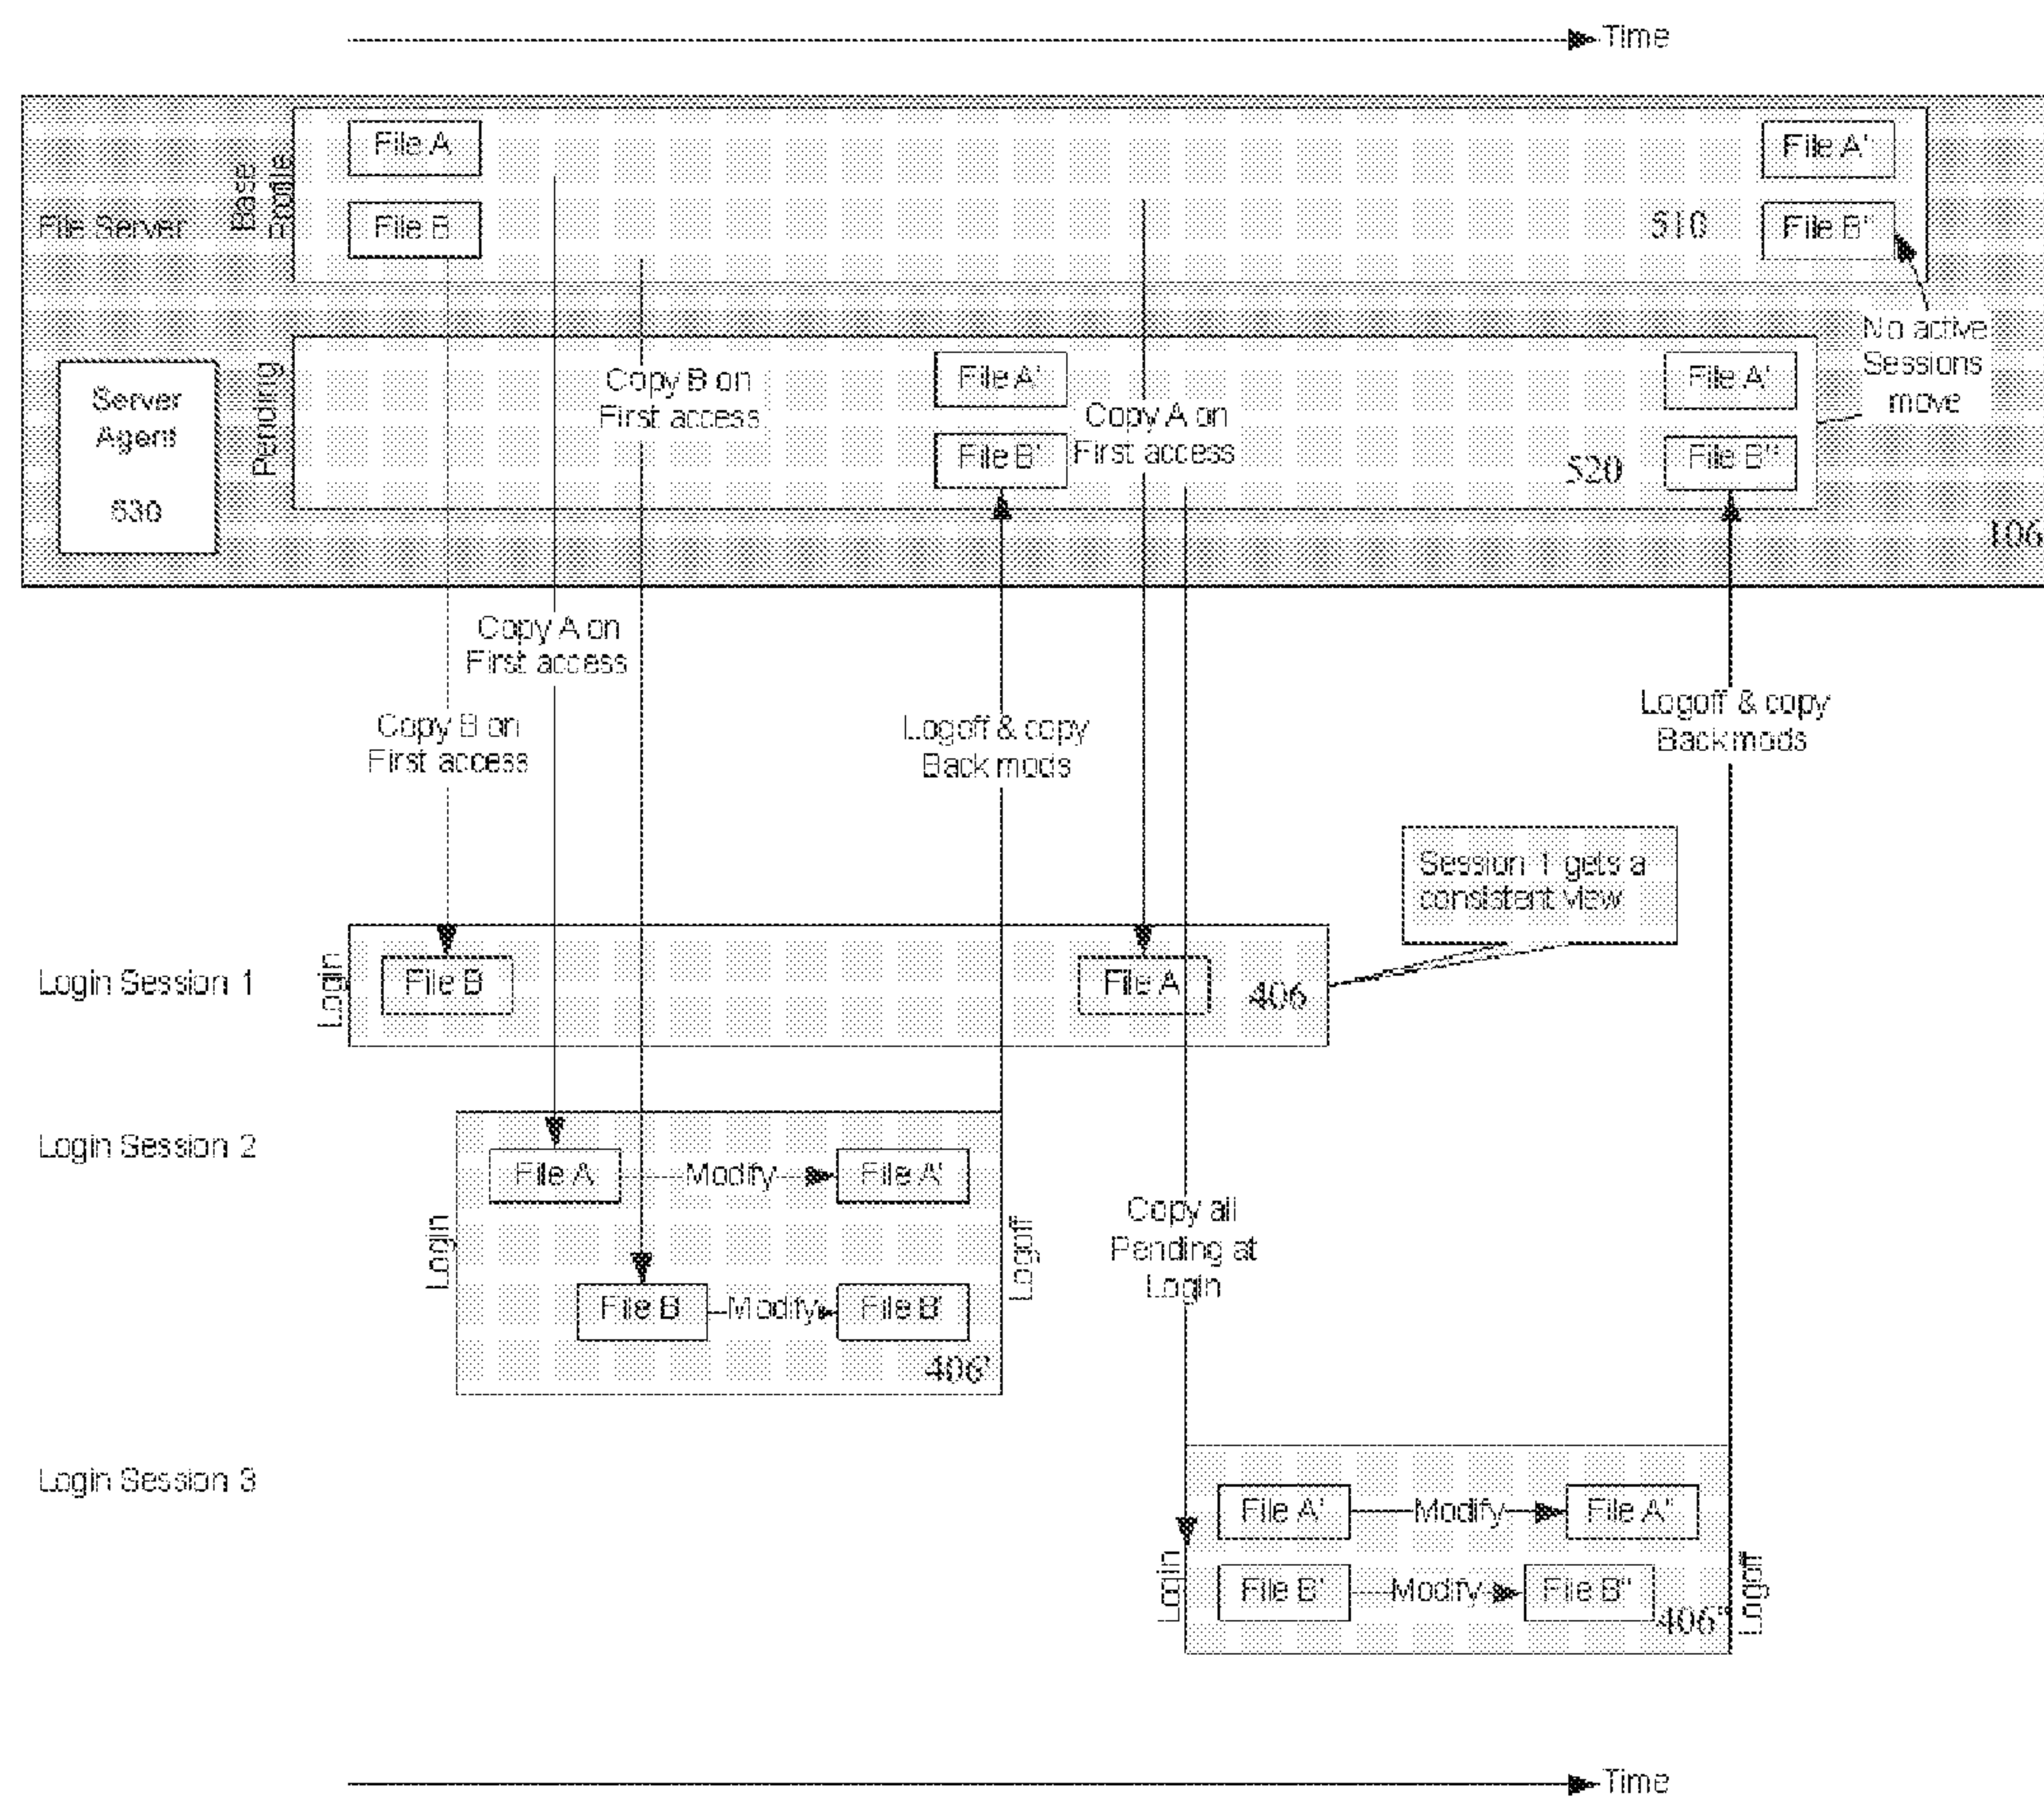 Time
File A
File A'
Base
Profile
File Server
File B
510
File B"
No active
Sessions
move
Server
Agent
530
Pending
Copy B on
First access
File A'
File B'
Copy A on
First access
520
File A'
File B"
106
Copy A on
First access
Copy B on
First access
Logoff & copy
Back mods
Logoff & copy
Back mods
Session 1 gets a
consistent view
Login Session 1
Login
File B
File A
406
Login Session 2
Login
File A
Modify
File A'
File B
Modify
File B'
406'
Logoff
Copy all
Pending at
Login
Login Session 3
Login
File A'
Modify
File A"
File B'
Modify
File B"
406"
Logoff
Time